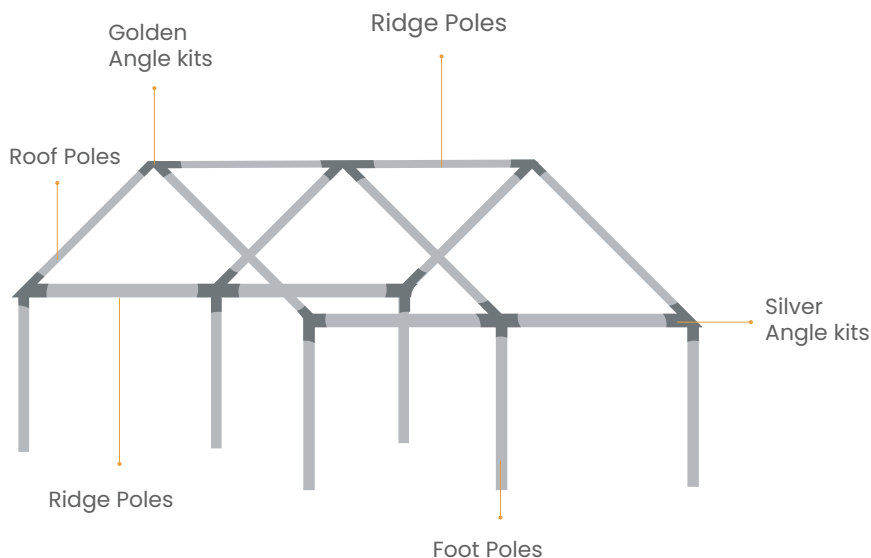 Golden
Angle kits
Ridge Poles
Roof Poles
Silver
Angle kits
Ridge Poles
Foot Poles